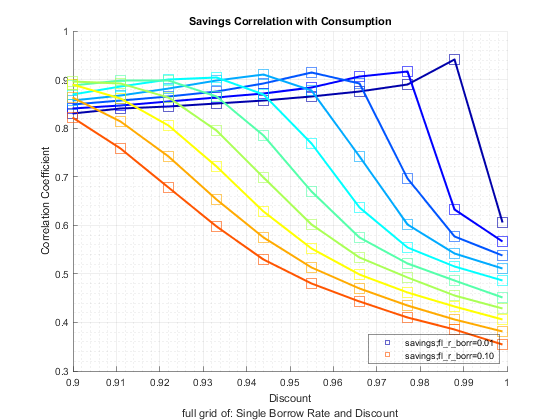 Savings Correlation with Consumption
Correlation Coefficient
1
0.9
0.8
0.7
0.6
0.5
0.4
0.3
savings;fl_r_borr=0.01
savings;fl_r_borr=0.10
0.9 0.91 0.92 0.93 0.94 0.95 0.96 0.97 0.98 0.99 1
Discount
full grid of: Single Borrow Rate and Discount